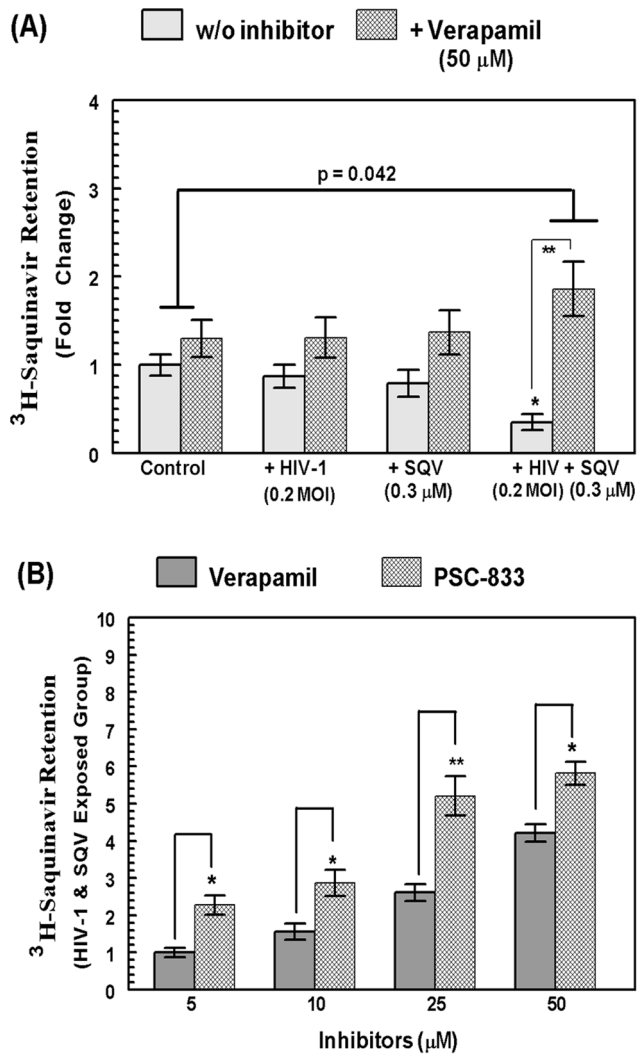 (A)
w/o inhibitor
+ Verapamil
(50 μM)
³H-Saquinavir Retention
(Fold Change)
4
3
2
1
0
p = 0.042
**
*
Control
+ HIV-1
(0.2 MOI)
+ SQV
(0.3 μM)
+ HIV + SQV
(0.2 MOI) (0.3 μM)
(B)
Verapamil
PSC-833
³H-Saquinavir Retention
(HIV-1 & SQV Exposed Group)
10
9
8
7
6
5
4
3
2
1
0
*
*
**
*
5
10
25
50
Inhibitors (μM)